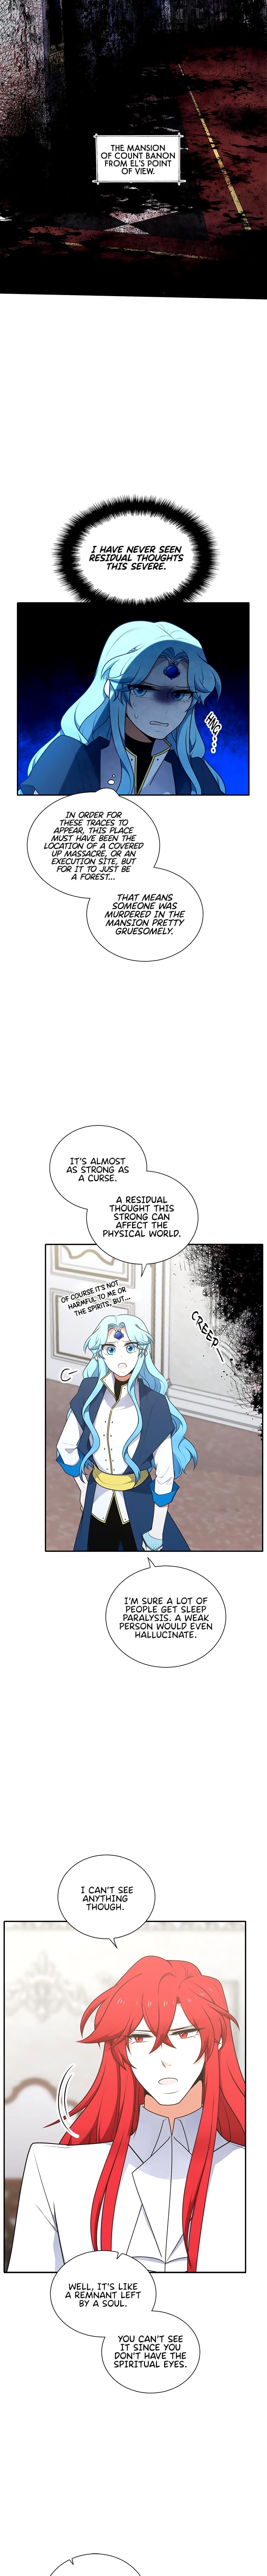 THE MANSION
OF COUNT BANON
FROM EL'S POINT
OF VIEW.
I HAVE NEVER SEEN
RESIDUAL THOUGHTS
THIS SEVERE.
HNG....
IN ORDER FOR
THESE TRACES TO
APPEAR, THIS PLACE
MUST HAVE BEEN THE
LOCATION OF A COVERED
UP MASSACRE, OR AN
EXECUTION SITE, BUT
FOR IT TO JUST BE
A FOREST...
THAT MEANS
SOMEONE WAS
MURDERED IN THE
MANSION PRETTY
GRUESOMELY.
IT'S ALMOST
AS STRONG AS
A CURSE.
A RESIDUAL
THOUGHT THIS
STRONG CAN
AFFECT THE
PHYSICAL WORLD.
OF COURSE IT'S NOT
HARMFUL TO ME OR
THE SPIRITS, BUT...
CREEP
I'M SURE A LOT OF
PEOPLE GET SLEEP
PARALYSIS. A WEAK
PERSON WOULD EVEN
HALLUCINATE.
I CAN'T SEE
ANYTHING
THOUGH.
WELL, IT'S LIKE
A REMNANT LEFT
BY A SOUL.
YOU CAN'T SEE
IT SINCE YOU
DON'T HAVE THE
SPIRITUAL EYES.